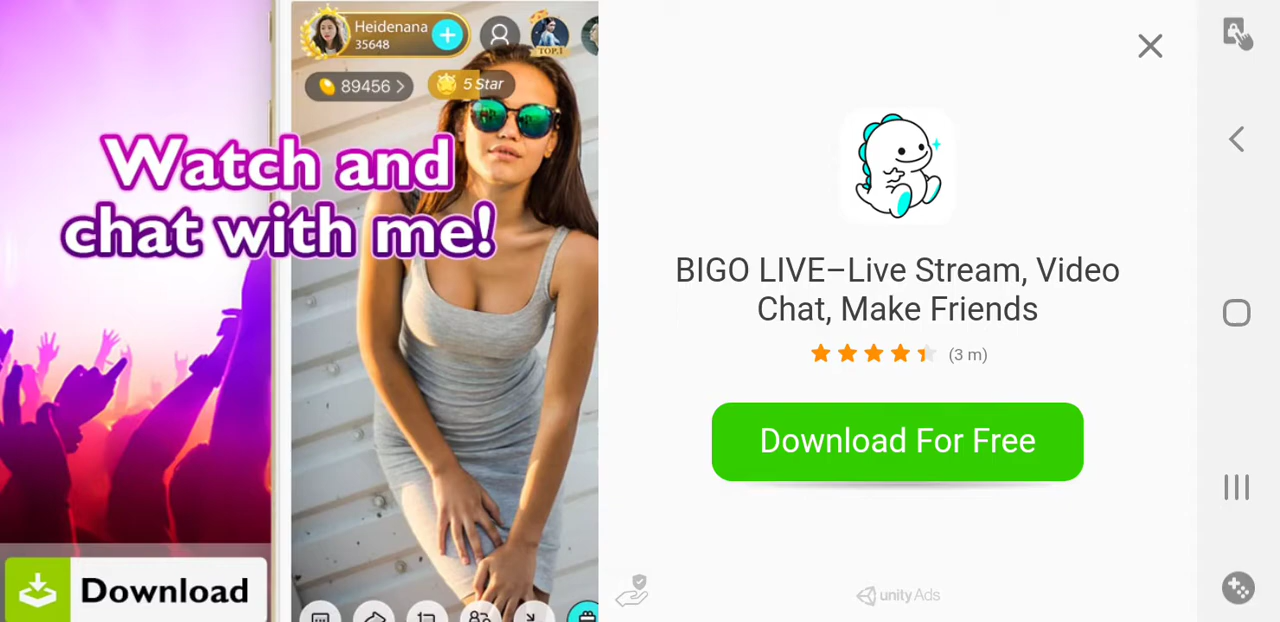 Heidenana
35648
TOP.1
89456
5 Star
Watch and
chat with me!
Download
BIGO LIVE–Live Stream, Video
Chat, Make Friends
(3 m)
Download For Free
unity Ads